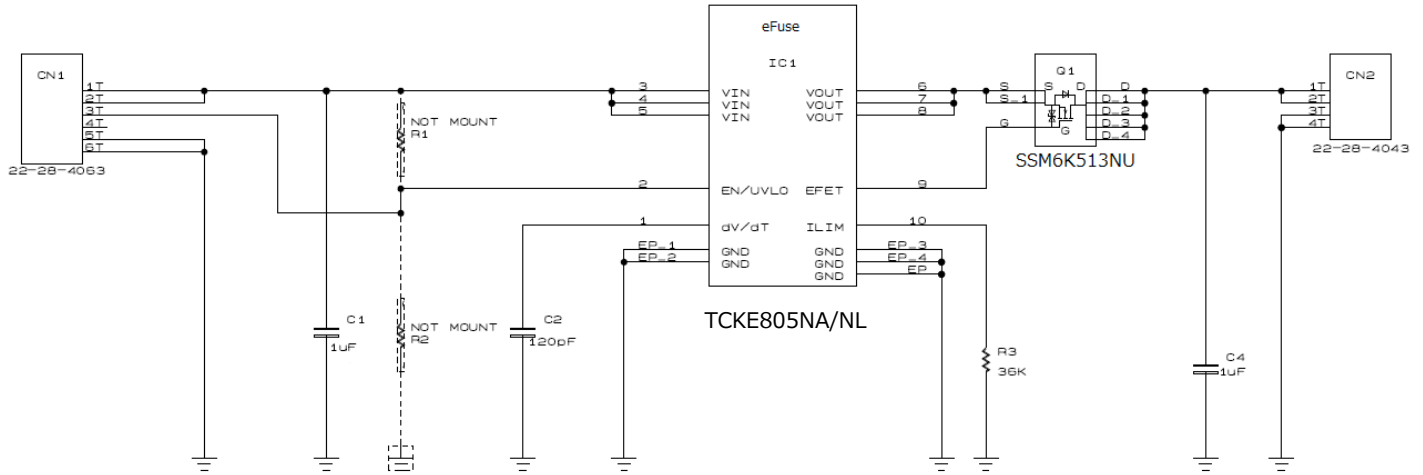 eFuse
IC1
CN1
1T
2T
3T
4T
5T
6T
22-28-4063
NOT MOUNT
R1
NOT MOUNT
R2
C1
1uF
C2
120pF
3
4
5
2
1
EP_1
EP_2
VIN
VIN
VIN
EN/UVLO
dV/dT
GND
GND
VOUT
VOUT
VOUT
EFET
ILIM
GND
GND
GND
6
7
8
9
10
EP_3
EP_4
EP
TCKE805NA/NL
R3
36K
Q1
S
S_1
G
S
D
G
D
D_1
D_2
D_3
D_4
SSM6K513NU
C4
1uF
CN2
1T
2T
3T
4T
22-28-4043